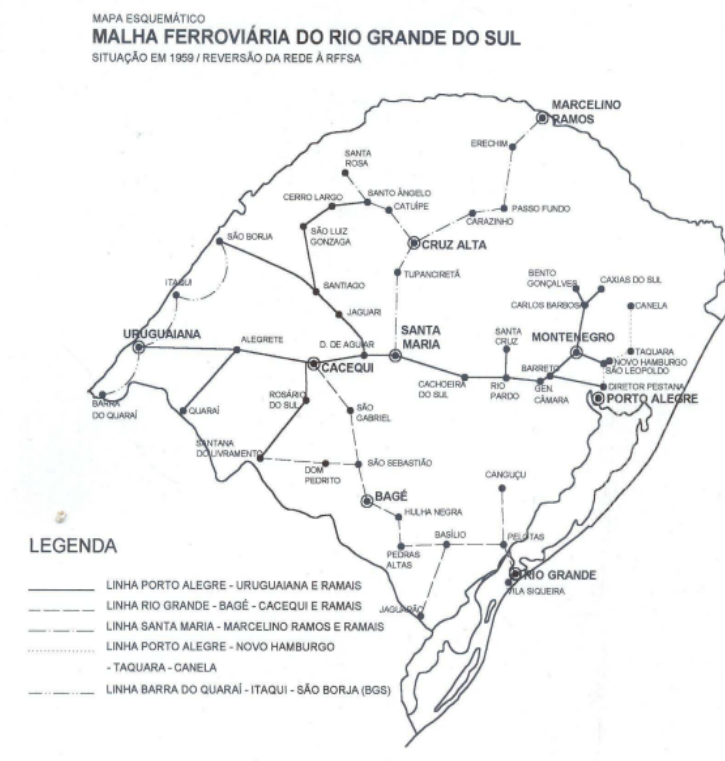 MAPA ESQUEMÁTICO
MALHA FERROVIÁRIA DO RIO GRANDE DO SUL
SITUAÇÃO EM 1959 / REVERSÃO DA REDE À RFFSA
MARCELINO
RAMOS
ERECHIM
SANTA
ROSA
CERRO LARGO
SANTO ÂNGELO
CATUÍPE
PASSO FUNDO
CARAZINHO
SÃO LUIZ
GONZAGA
SÃO BORJA
CRUZ ALTA
TUPANCIRETÃ
ITAQUI
SANTIAGO
BENTO
GONÇALVES
CAXIAS DO SUL
CARLOS BARBOSA
CANELA
JAGUARI
URUGUAIANA
ALEGRETE
D. DE AGUIAR
SANTA
MARIA
SANTA
CRUZ
MONTENEGRO
TAQUARA
NOVO HAMBURGO
SÃO LEOPOLDO
CACEQUI
CACHOEIRA
DO SUL
RIO
PARDO
BARRETO
GEN.
CÂMARA
DIRETOR PESTANA
PORTO ALEGRE
BARRA
DO QUARAÍ
QUARAÍ
ROSÁRIO
DO SUL
SÃO
GABRIEL
SANTANA
DO LIVRAMENTO
DOM
PEDRITO
SÃO SEBASTIÃO
CANGUÇU
BAGÉ
HULHA NEGRA
BASÍLIO
PELOTAS
PEDRAS
ALTAS
RIO GRANDE
VILA SIQUEIRA
JAGUARÃO
LEGENDA
LINHA PORTO ALEGRE - URUGUAIANA E RAMAIS
LINHA RIO GRANDE - BAGÉ - CACEQUI E RAMAIS
LINHA SANTA MARIA - MARCELINO RAMOS E RAMAIS
LINHA PORTO ALEGRE - NOVO HAMBURGO
- TAQUARA - CANELA
LINHA BARRA DO QUARAÍ - ITAQUI - SÃO BORJA (BGS)